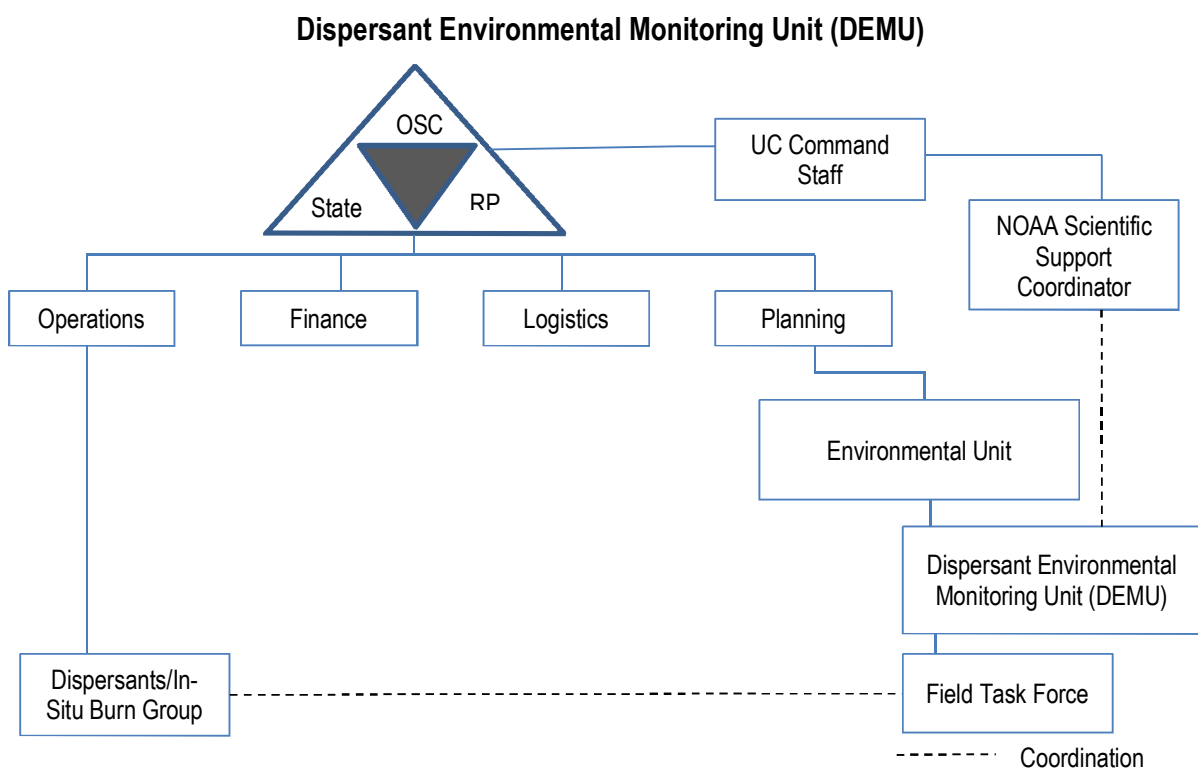 Dispersant Environmental Monitoring Unit (DEMU)
OSC
State
RP
UC Command
Staff
NOAA Scientific
Support
Coordinator
Operations
Finance
Logistics
Planning
Environmental Unit
Dispersant Environmental
Monitoring Unit (DEMU)
Dispersants/In-
Situ Burn Group
Field Task Force
Coordination